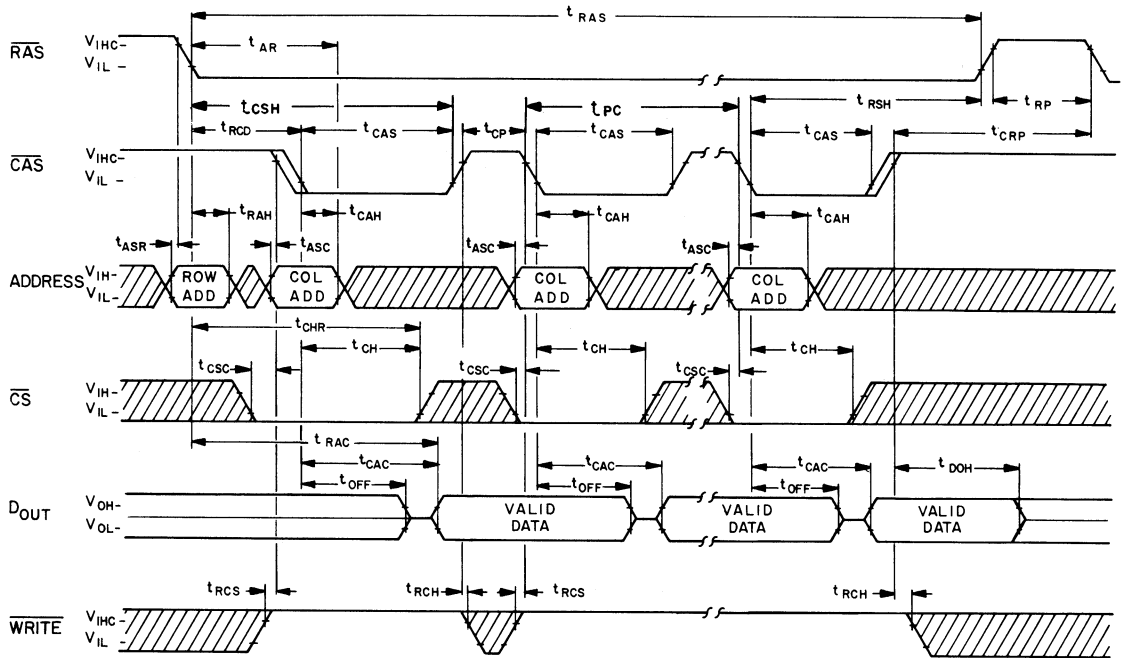 t RAS
RAS
VIHC-
VIL -
t AR
t RP
t CSH
t PC
t RSH
t RCD
t CAS
t CP
t CAS
t CAS
t CRP
CAS
VIHC-
VIL -
t RAH
t CAH
t CAH
t CAH
t ASR
t ASC
t ASC
t ASC
ADDRESS
VIH-
VIL-
ROW ADD
COL ADD
COL ADD
COL ADD
t CHR
t CH
t CH
t CH
t CSC
t CSC
t CSC
CS
VIH-
VIL-
t RAC
t CAC
t CAC
t CAC
t DOH
t OFF
t OFF
t OFF
DOUT
VOH-
VOL-
VALID DATA
VALID DATA
VALID DATA
t RCS
t RCH
t RCS
t RCH
WRITE
VIHC-
VIL -